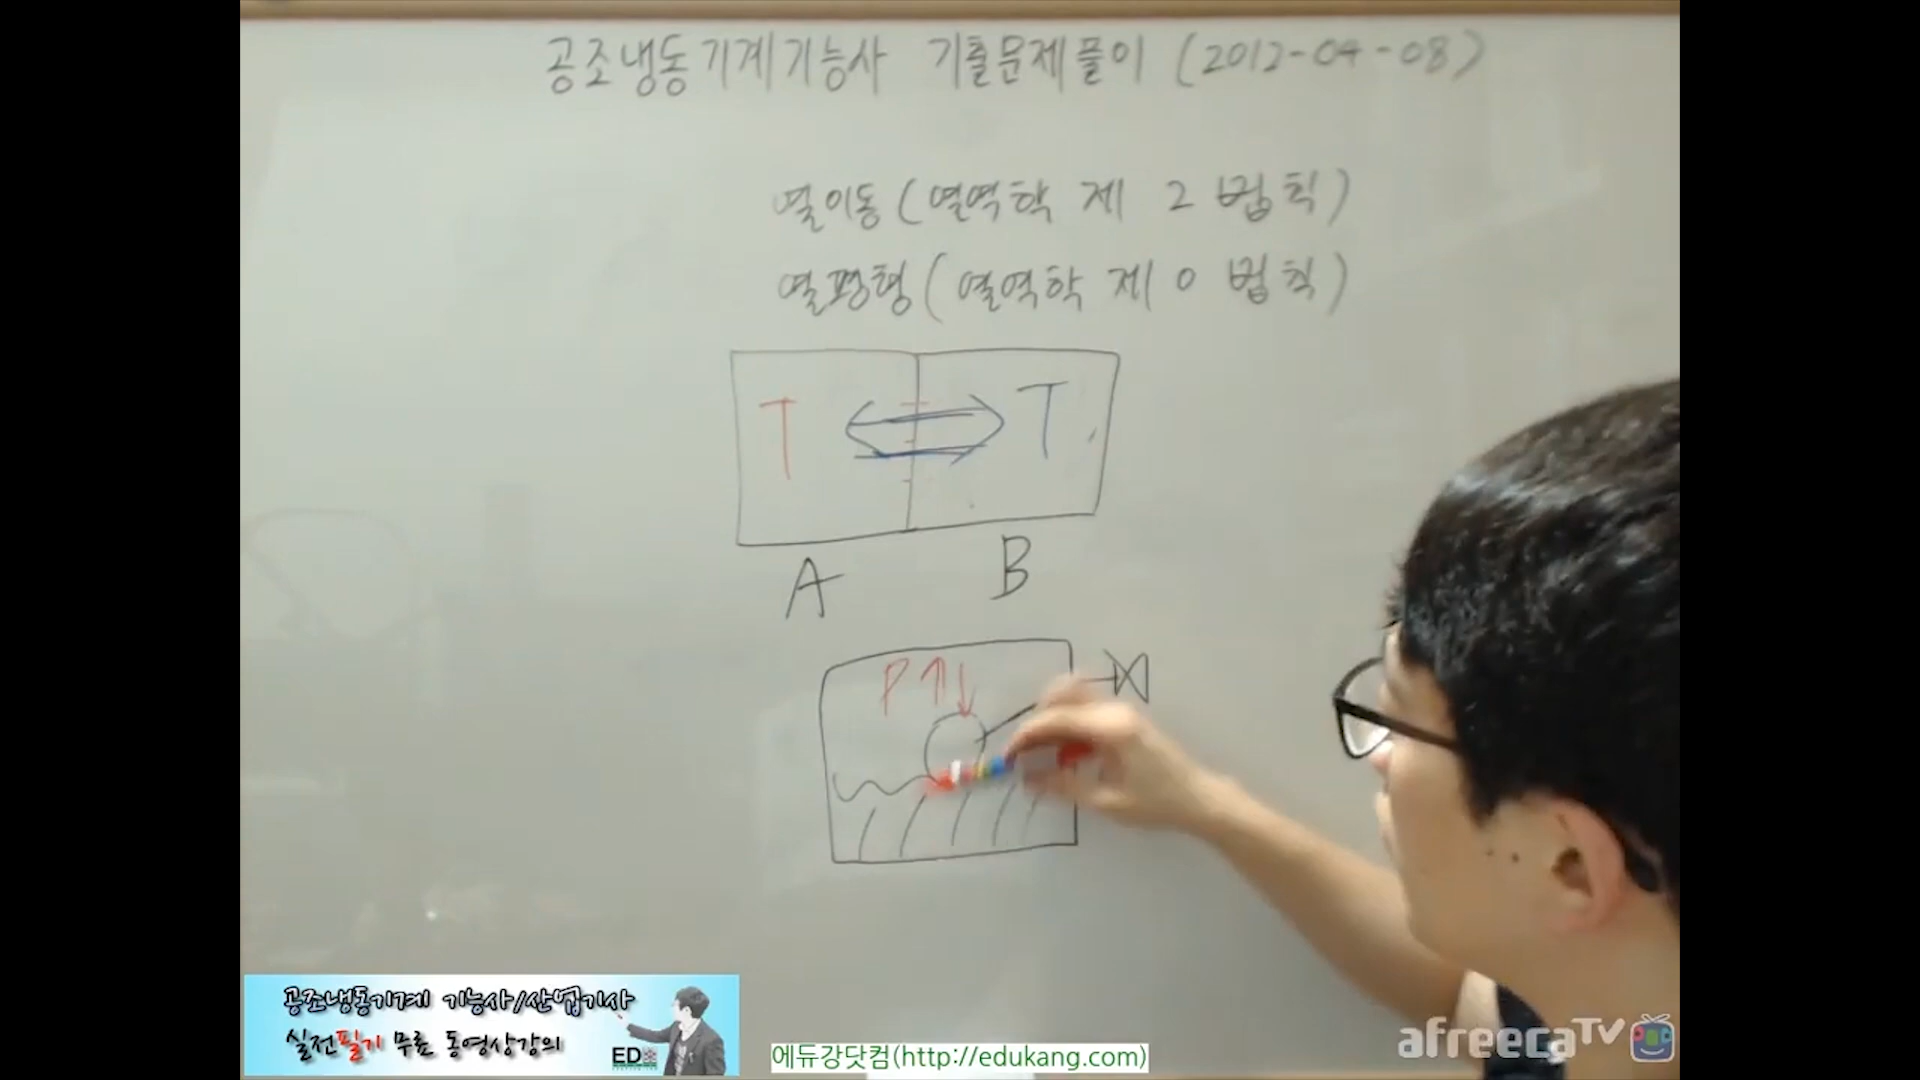 공조냉동기계기능사 기출문제풀이 (2012-04-08)
열이동 (열역학 제 2 법칙)
열평형 (열역학 제 0 법칙)
T T
A B
P
공조냉동기계 기능사/산업기사
실전필기 무료 동영상강의
에듀강닷컴(http://edukang.com)
afreecaTV